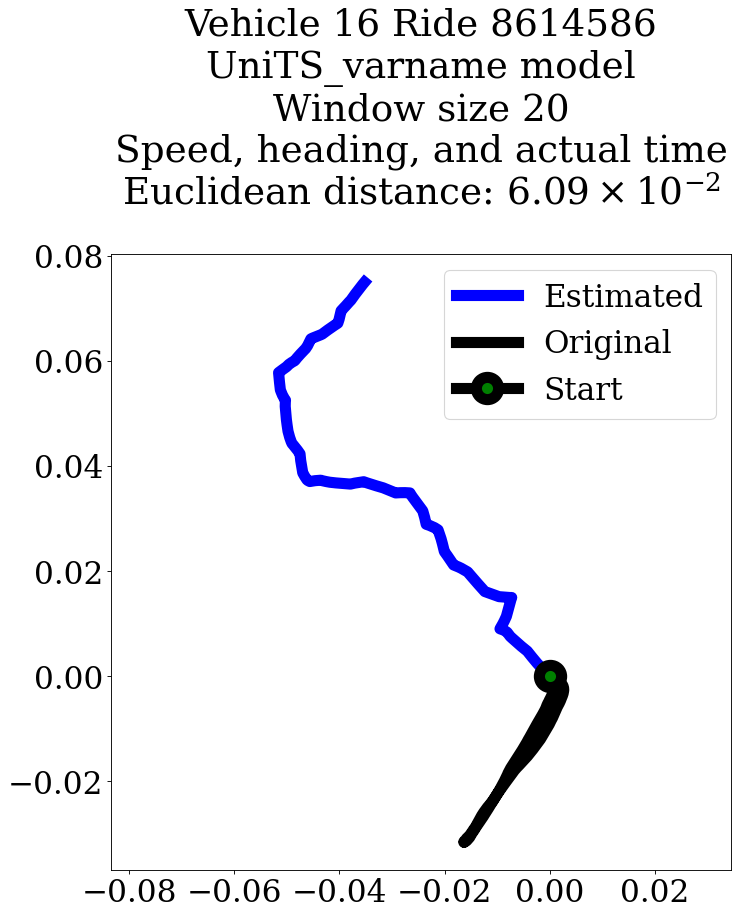 Vehicle 16 Ride 8614586
UniTS_varname model
Window size 20
Speed, heading, and actual time
Euclidean distance: 6.09 × 10⁻²
0.08
0.06
0.04
0.02
0.00
−0.02
Estimated
Original
Start
−0.08 −0.06 −0.04 −0.02 0.00 0.02